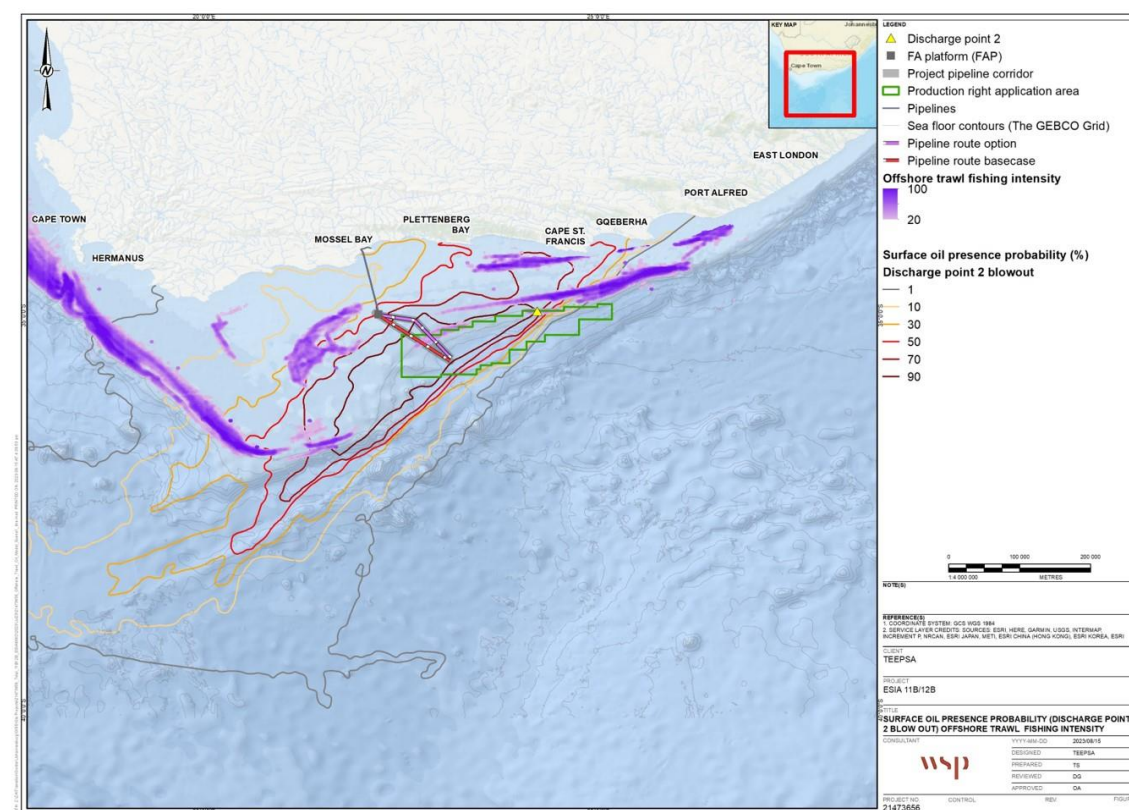 KEY MAP
Cape Town
N
EAST LONDON
PORT ALFRED
GQEBERHA
CAPE ST.
FRANCIS
PLETTENBERG
BAY
MOSSEL BAY
CAPE TOWN
HERMANUS
LEGEND
Discharge point 2
FA platform (FAP)
Project pipeline corridor
Production right application area
Pipelines
Sea floor contours (The GEBCO Grid)
Pipeline route option
Pipeline route basecase
Offshore trawl fishing intensity
100
20
Surface oil presence probability (%)
Discharge point 2 blowout
1
10
30
50
70
90
0 100 000 200 000
1:4 000 000 METRES
NOTE(S)
REFERENCE(S)
1. COORDINATE SYSTEM: GCS WGS 1984
2. SERVICE LAYER CREDITS: SOURCES: ESRI, HERE, GARMIN, USGS, INTERMAP,
INCREMENT P, NRCAN, ESRI JAPAN, METI, ESRI CHINA (HONG KONG), ESRI KOREA, ESRI
CLIENT
TEEPSA
PROJECT
ESIA 11B/12B
TITLE
SURFACE OIL PRESENCE PROBABILITY (DISCHARGE POINT
2 BLOW OUT) OFFSHORE TRAWL FISHING INTENSITY
CONSULTANT
wsp
YYYY-MM-DD 2023/08/15
DESIGNED TEEPSA
PREPARED TS
REVIEWED DG
APPROVED OA
PROJECT NO. CONTROL REV FIGURE
21473656